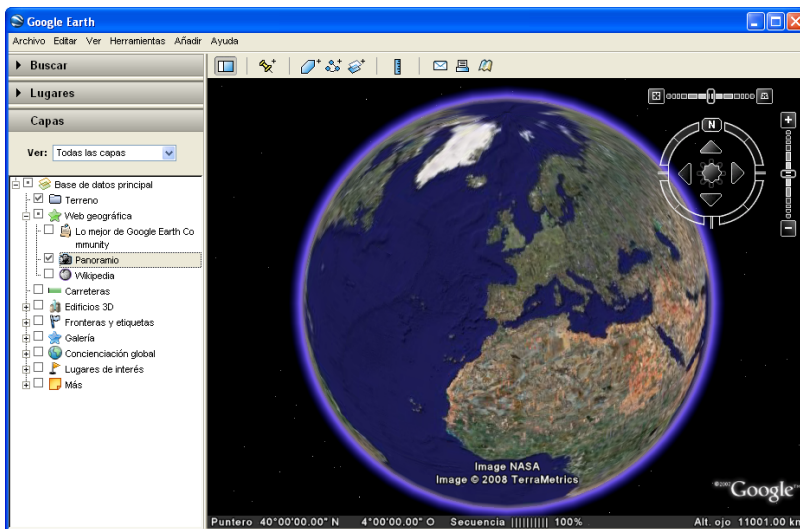 Google Earth
Archivo Editar Ver Herramientas Añadir Ayuda
Buscar
Lugares
Capas
Ver: Todas las capas
Base de datos principal
Terreno
Web geográfica
Lo mejor de Google Earth Co
mmunity
Panoramio
Wikipedia
Carreteras
Edificios 3D
Fronteras y etiquetas
Galería
Concienciación global
Lugares de interés
Más
N
Image NASA
Image © 2008 TerraMetrics
©2007 Google™
Puntero 40°00'00.00" N 4°00'00.00" O Secuencia |||||||||| 100% Alt. ojo 11001.00 km